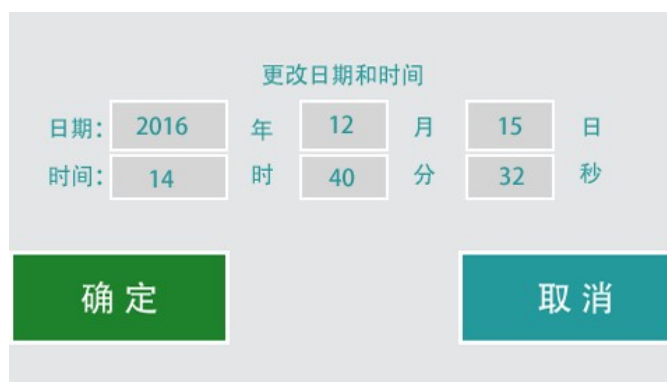 更改日期和时间
日期: 2016 年 12 月 15 日
时间: 14 时 40 分 32 秒
确定 取消